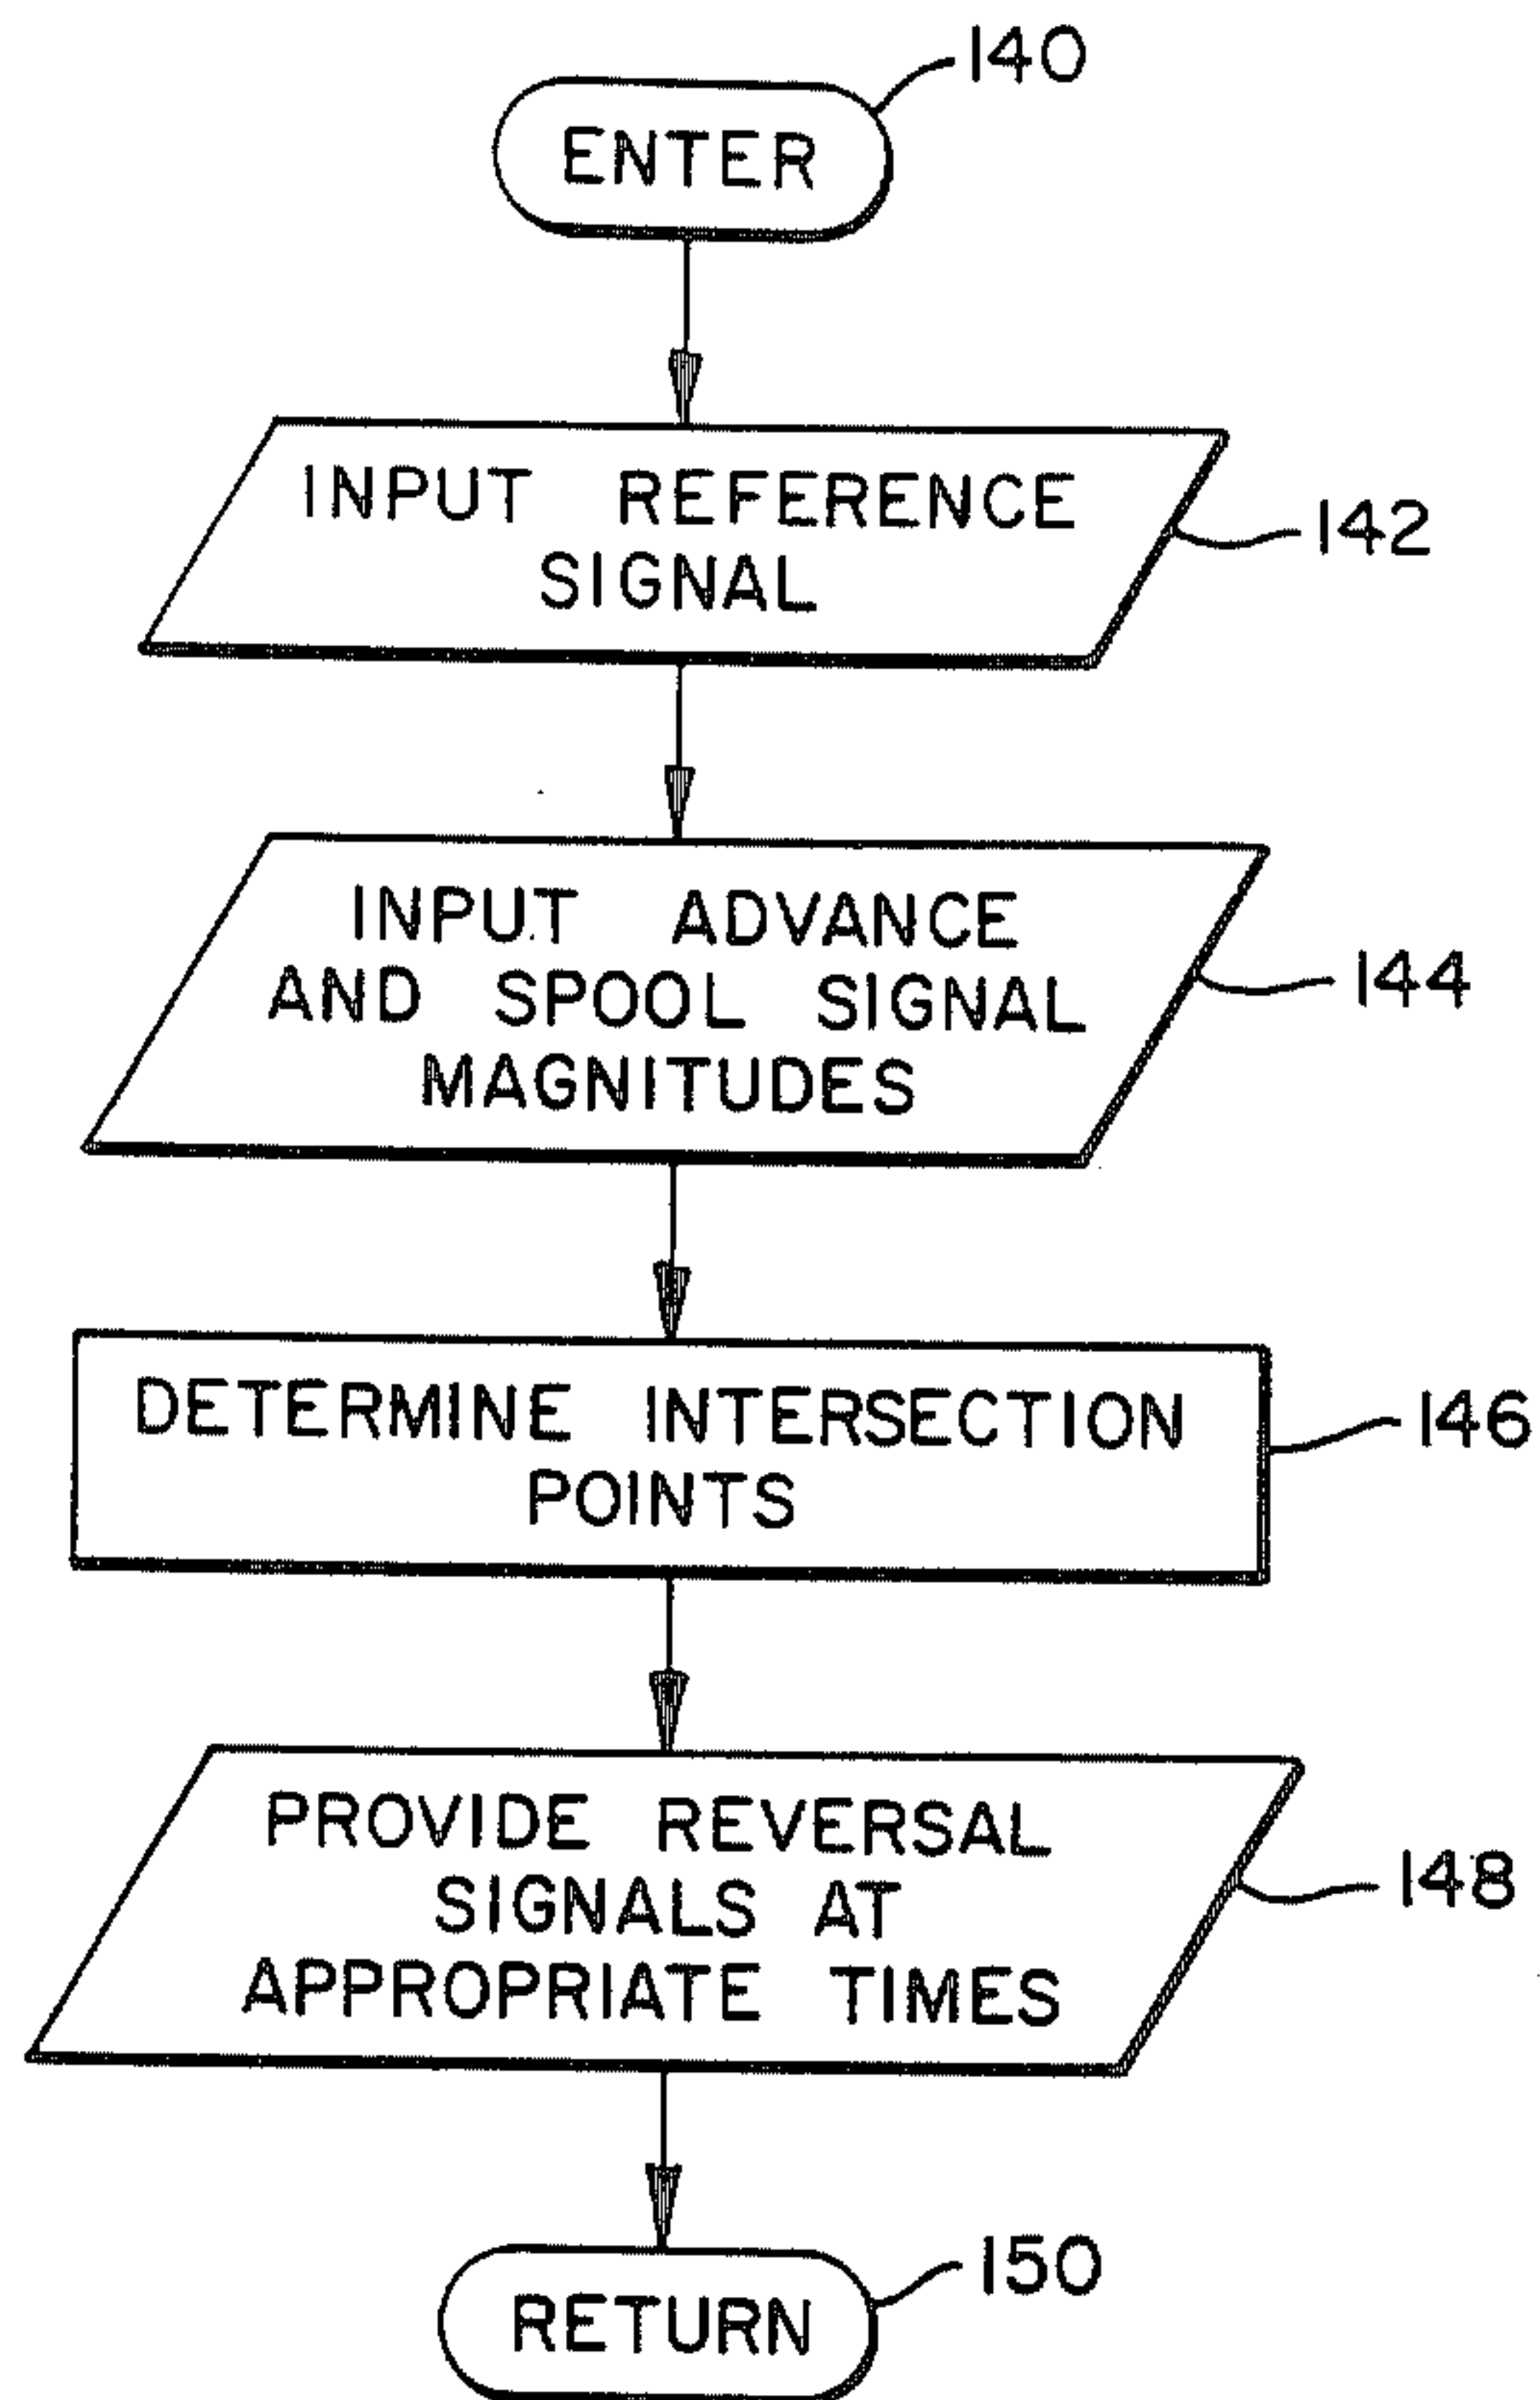 140
ENTER
INPUT REFERENCE
SIGNAL
142
INPUT ADVANCE
AND SPOOL SIGNAL
MAGNITUDES
144
DETERMINE INTERSECTION
POINTS
146
PROVIDE REVERSAL
SIGNALS AT
APPROPRIATE TIMES
148
150
RETURN